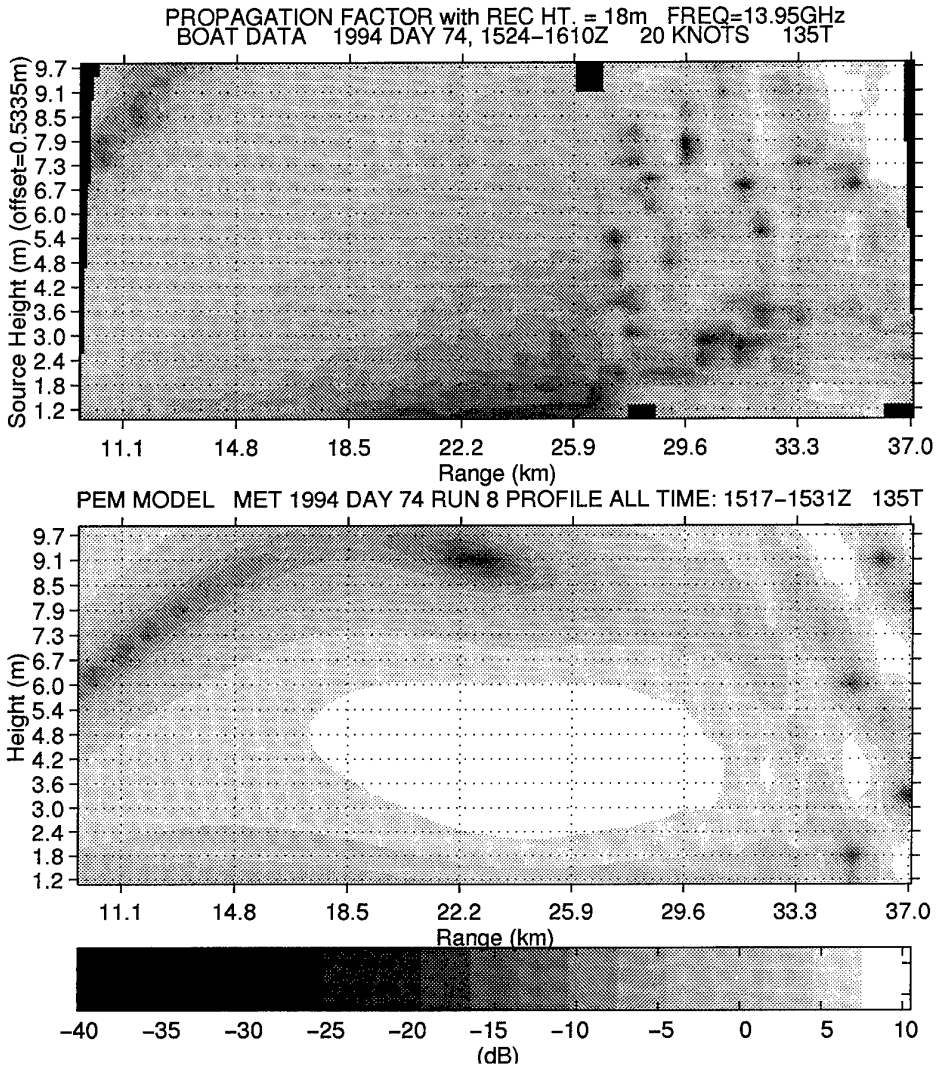 PROPAGATION FACTOR with REC HT. = 18m FREQ=13.95GHz
BOAT DATA 1994 DAY 74, 1524-1610Z 20 KNOTS 135T
Source Height (m) (offset=0.5335m)
9.7
9.1
8.5
7.9
7.3
6.7
6.0
5.4
4.8
4.2
3.6
3.0
2.4
1.8
1.2
11.1 14.8 18.5 22.2 25.9 29.6 33.3 37.0
Range (km)
PEM MODEL MET 1994 DAY 74 RUN 8 PROFILE ALL TIME: 1517-1531Z 135T
Height (m)
9.7
9.1
8.5
7.9
7.3
6.7
6.0
5.4
4.8
4.2
3.6
3.0
2.4
1.8
1.2
11.1 14.8 18.5 22.2 25.9 29.6 33.3 37.0
Range (km)
-40 -35 -30 -25 -20 -15 -10 -5 0 5 10
(dB)